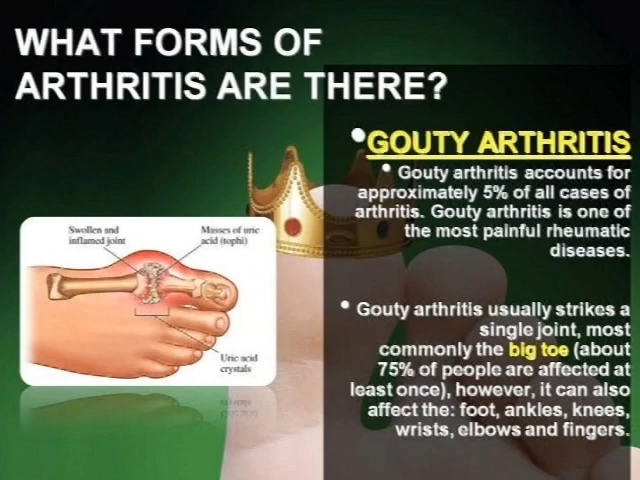 WHAT FORMS OF
ARTHRITIS ARE THERE?
•GOUTY ARTHRITIS
• Gouty arthritis accounts for
approximately 5% of all cases of
arthritis. Gouty arthritis is one of
the most painful rheumatic
diseases.
• Gouty arthritis usually strikes a
single joint, most
commonly the big toe (about
75% of people are affected at
least once), however, it can also
affect the: foot, ankles, knees,
wrists, elbows and fingers.
Swollen and
inflamed joint
Masses of uric
acid (tophi)
Uric acid
crystals